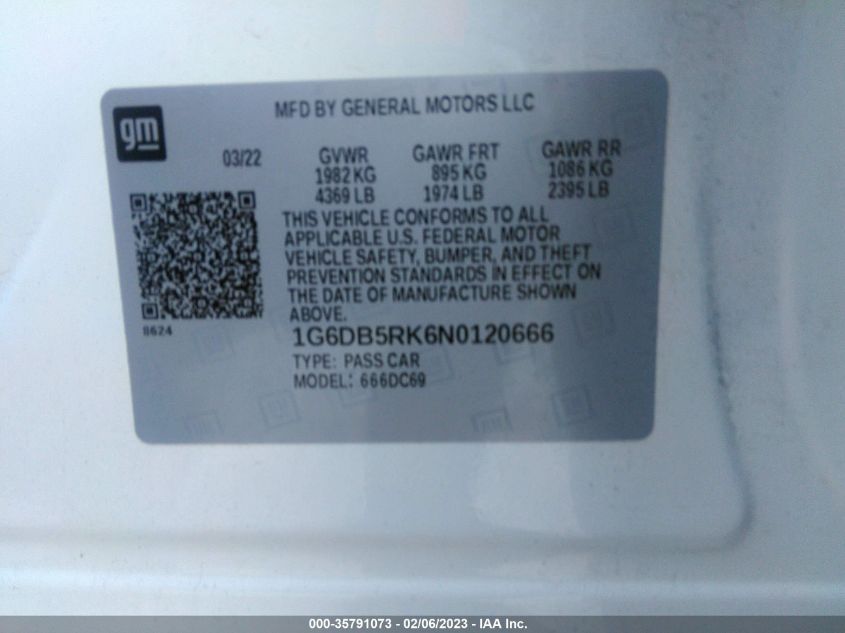 MFD BY GENERAL MOTORS LLC
gm
03/22 GVWR GAWR FRT GAWR RR
1982 KG 895 KG 1086 KG
4369 LB 1974 LB 2395 LB
THIS VEHICLE CONFORMS TO ALL
APPLICABLE U.S. FEDERAL MOTOR
VEHICLE SAFETY, BUMPER, AND THEFT
PREVENTION STANDARDS IN EFFECT ON
THE DATE OF MANUFACTURE SHOWN
ABOVE.
8624
1G6DB5RK6N0120666
TYPE: PASS CAR
MODEL: 666DC69
000-35791073 - 02/06/2023 - IAA Inc.